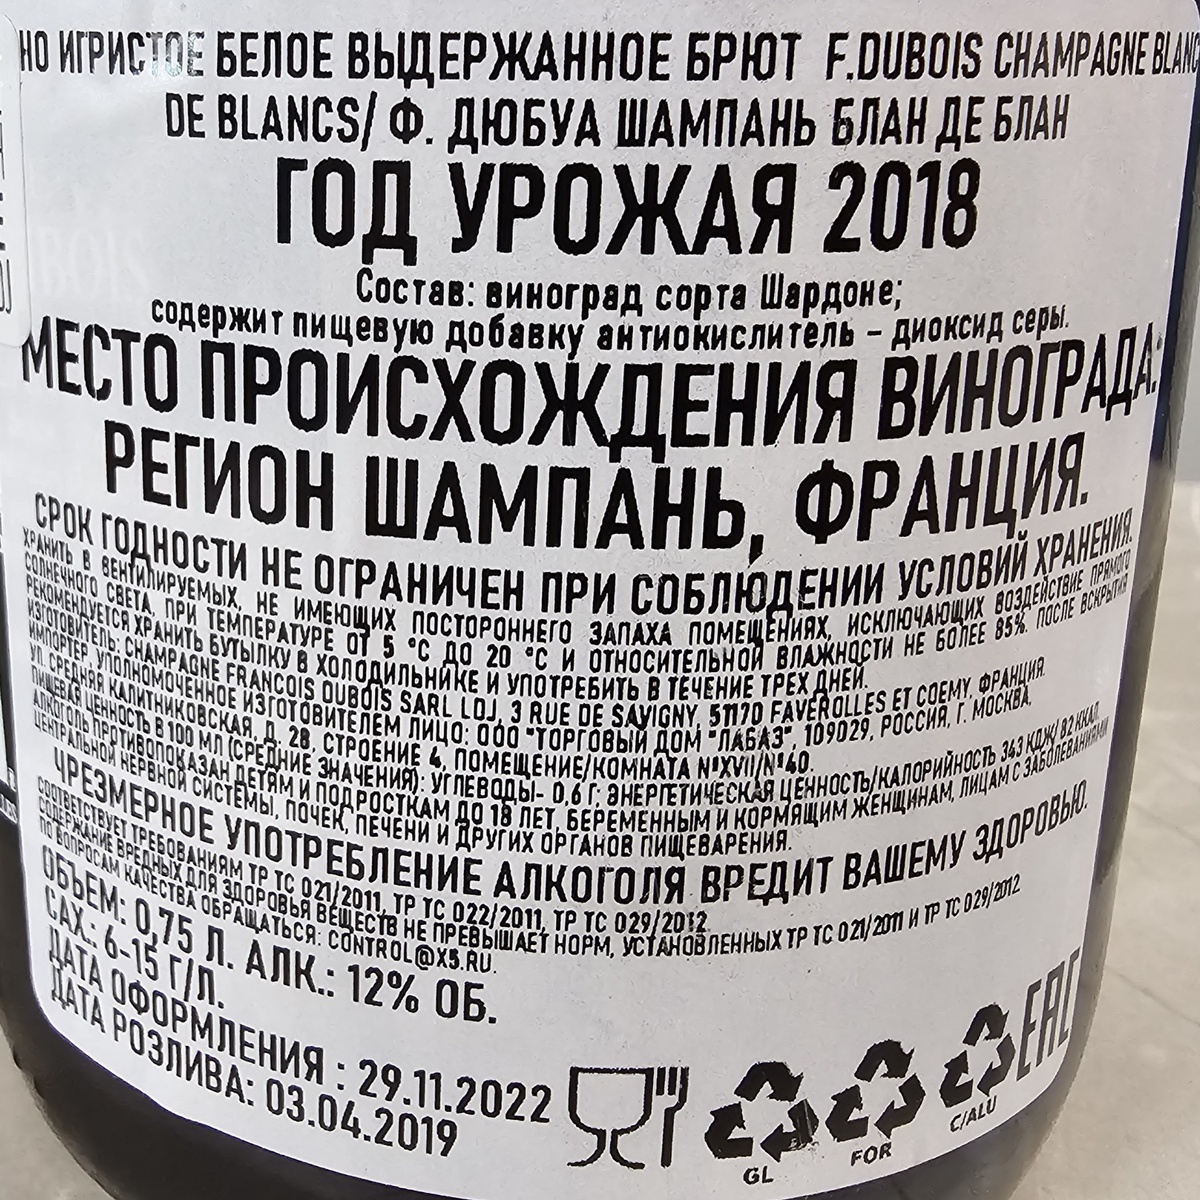 НО ИГРИСТОЕ БЕЛОЕ ВЫДЕРЖАННОЕ БРЮТ F.DUBOIS CHAMPAGNE BLANC
DE BLANCS/ Ф. ДЮБУА ШАМПАНЬ БЛАН ДЕ БЛАН
ГОД УРОЖАЯ 2018
Состав: виноград сорта Шардоне;
содержит пищевую добавку антиокислитель – диоксид серы.
МЕСТО ПРОИСХОЖДЕНИЯ ВИНОГРАДА:
РЕГИОН ШАМПАНЬ, ФРАНЦИЯ.
СРОК ГОДНОСТИ НЕ ОГРАНИЧЕН ПРИ СОБЛЮДЕНИИ УСЛОВИЙ ХРАНЕНИЯ.
ХРАНИТЬ В ВЕНТИЛИРУЕМЫХ, НЕ ИМЕЮЩИХ ПОСТОРОННЕГО ЗАПАХА ПОМЕЩЕНИЯХ, ИСКЛЮЧАЮЩИХ ВОЗДЕЙСТВИЕ ПРЯМОГО
СОЛНЕЧНОГО СВЕТА, ПРИ ТЕМПЕРАТУРЕ ОТ 5 °С ДО 20 °С И ОТНОСИТЕЛЬНОЙ ВЛАЖНОСТИ НЕ БОЛЕЕ 85%. ПОСЛЕ ВСКРЫТИЯ
РЕКОМЕНДУЕТСЯ ХРАНИТЬ БУТЫЛКУ В ХОЛОДИЛЬНИКЕ И УПОТРЕБИТЬ В ТЕЧЕНИЕ ТРЕХ ДНЕЙ.
ИЗГОТОВИТЕЛЬ: CHAMPAGNE FRANCOIS DUBOIS SARL LDJ, 3 RUE DE SAVIGNY, 51170 FAVEROLLES ET COEMY, ФРАНЦИЯ.
ИМПОРТЕР, УПОЛНОМОЧЕННОЕ ИЗГОТОВИТЕЛЕМ ЛИЦО: ООО "ТОРГОВЫЙ ДОМ "ЛАБАЗ", 109029, РОССИЯ, Г. МОСКВА,
УЛ. СРЕДНЯЯ КАЛИТНИКОВСКАЯ, Д. 28, СТРОЕНИЕ 4, ПОМЕЩЕНИЕ/КОМНАТА №XVII/№40.
ПИЩЕВАЯ ЦЕННОСТЬ В 100 МЛ (СРЕДНИЕ ЗНАЧЕНИЯ): УГЛЕВОДЫ- 0,6 Г; ЭНЕРГЕТИЧЕСКАЯ ЦЕННОСТЬ/КАЛОРИЙНОСТЬ 343 КДЖ/ 82 ККАЛ.
АЛКОГОЛЬ ПРОТИВОПОКАЗАН ДЕТЯМ И ПОДРОСТКАМ ДО 18 ЛЕТ, БЕРЕМЕННЫМ И КОРМЯЩИМ ЖЕНЩИНАМ, ЛИЦАМ С ЗАБОЛЕВАНИЯМИ
ЦЕНТРАЛЬНОЙ НЕРВНОЙ СИСТЕМЫ, ПОЧЕК, ПЕЧЕНИ И ДРУГИХ ОРГАНОВ ПИЩЕВАРЕНИЯ.
ЧРЕЗМЕРНОЕ УПОТРЕБЛЕНИЕ АЛКОГОЛЯ ВРЕДИТ ВАШЕМУ ЗДОРОВЬЮ.
СООТВЕТСТВУЕТ ТРЕБОВАНИЯМ ТР ТС 021/2011, ТР ТС 022/2011, ТР ТС 029/2012.
СОДЕРЖАНИЕ ВРЕДНЫХ ДЛЯ ЗДОРОВЬЯ ВЕЩЕСТВ НЕ ПРЕВЫШАЕТ НОРМ, УСТАНОВЛЕННЫХ ТР ТС 021/2011 И ТР ТС 029/2012
ПО ВОПРОСАМ КАЧЕСТВА ОБРАЩАТЬСЯ: CONTROL@X5.RU.
ОБЪЕМ: 0,75 Л. АЛК.: 12% ОБ.
САХ.: 6-15 Г/Л.
ДАТА ОФОРМЛЕНИЯ : 29.11.2022
ДАТА РОЗЛИВА: 03.04.2019
GL
FOR
C/ALU
EAC
BOIS